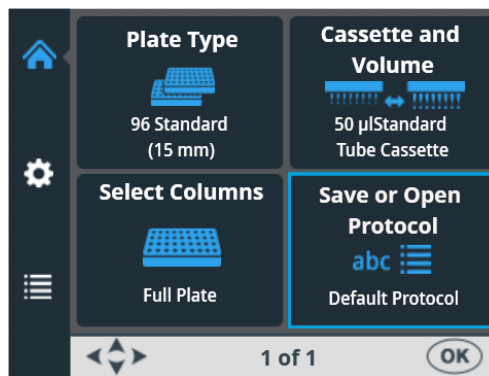 Plate Type
96 Standard
(15 mm)
Cassette and
Volume
50 µlStandard
Tube Cassette
Select Columns
Full Plate
Save or Open
Protocol
abc
Default Protocol
1 of 1
OK